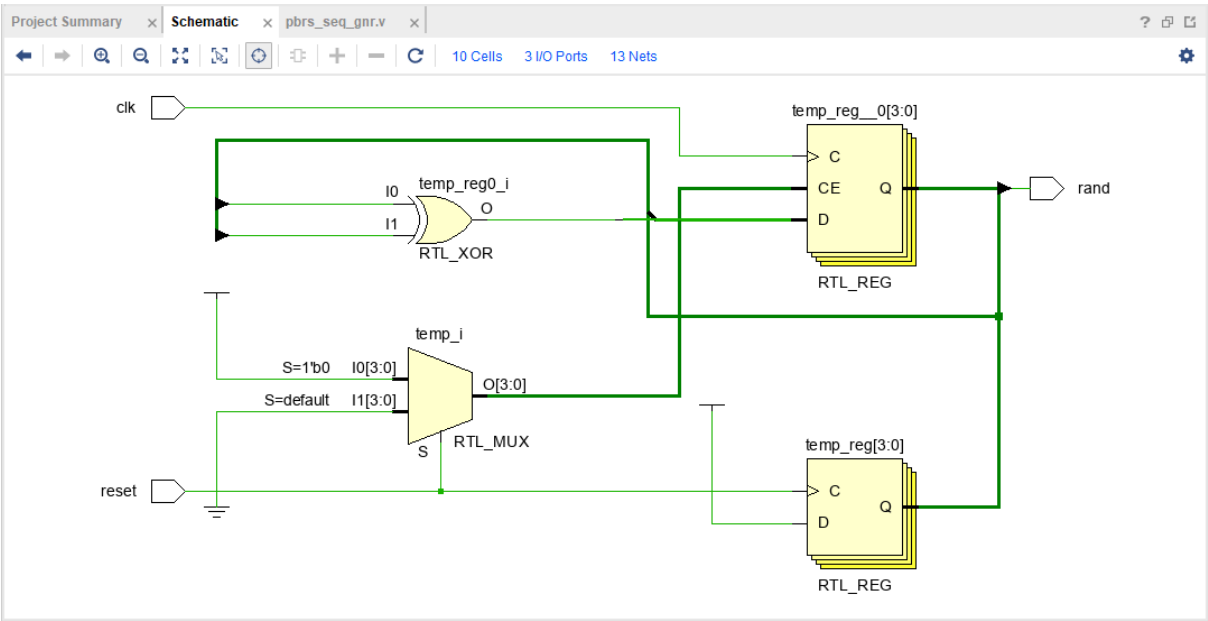 Project Summary × Schematic × pbrs_seq_gnr.v × ?
10 Cells 3 I/O Ports 13 Nets
clk
temp_reg__0[3:0]
C
CE Q
D
RTL_REG
rand
temp_reg0_i
I0
I1
O
RTL_XOR
temp_i
S=1'b0 I0[3:0]
S=default I1[3:0]
O[3:0]
S
RTL_MUX
reset
temp_reg[3:0]
C
Q
D
RTL_REG